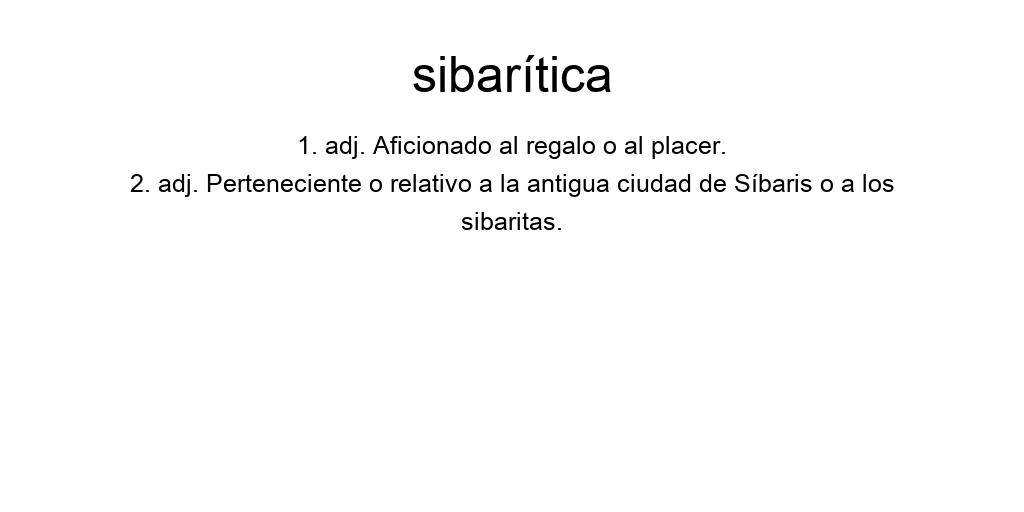 sibarítica
1. adj. Aficionado al regalo o al placer.
2. adj. Perteneciente o relativo a la antigua ciudad de Síbaris o a los
sibaritas.